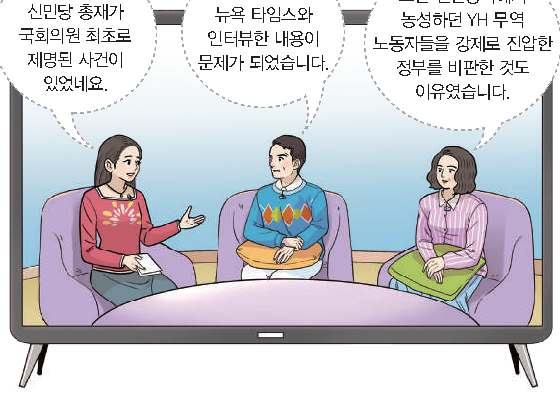 신민당 총재가
국회의원 최초로
제명된 사건이
있었네요.
뉴욕 타임스와
인터뷰한 내용이
문제가 되었습니다.
농성하던 YH 무역
노동자들을 강제로 진압한
정부를 비판한 것도
이유였습니다.